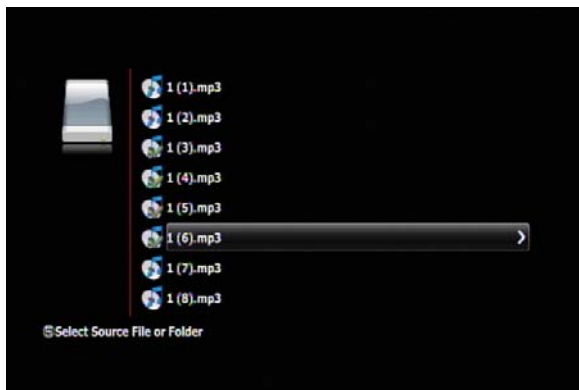 1 (1).mp3
1 (2).mp3
1 (3).mp3
1 (4).mp3
1 (5).mp3
1 (6).mp3
1 (7).mp3
1 (8).mp3
Select Source File or Folder